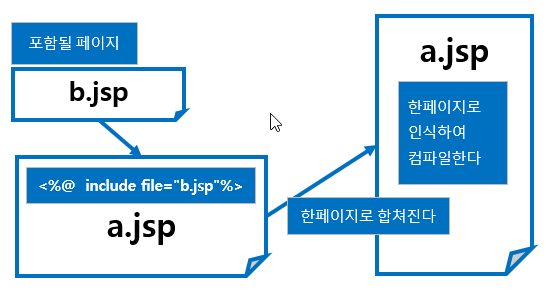 포함될 페이지
b.jsp
<%@ include file="b.jsp"%>
a.jsp
한페이지로 합쳐진다
a.jsp
한페이지로
인식하여
컴파일한다